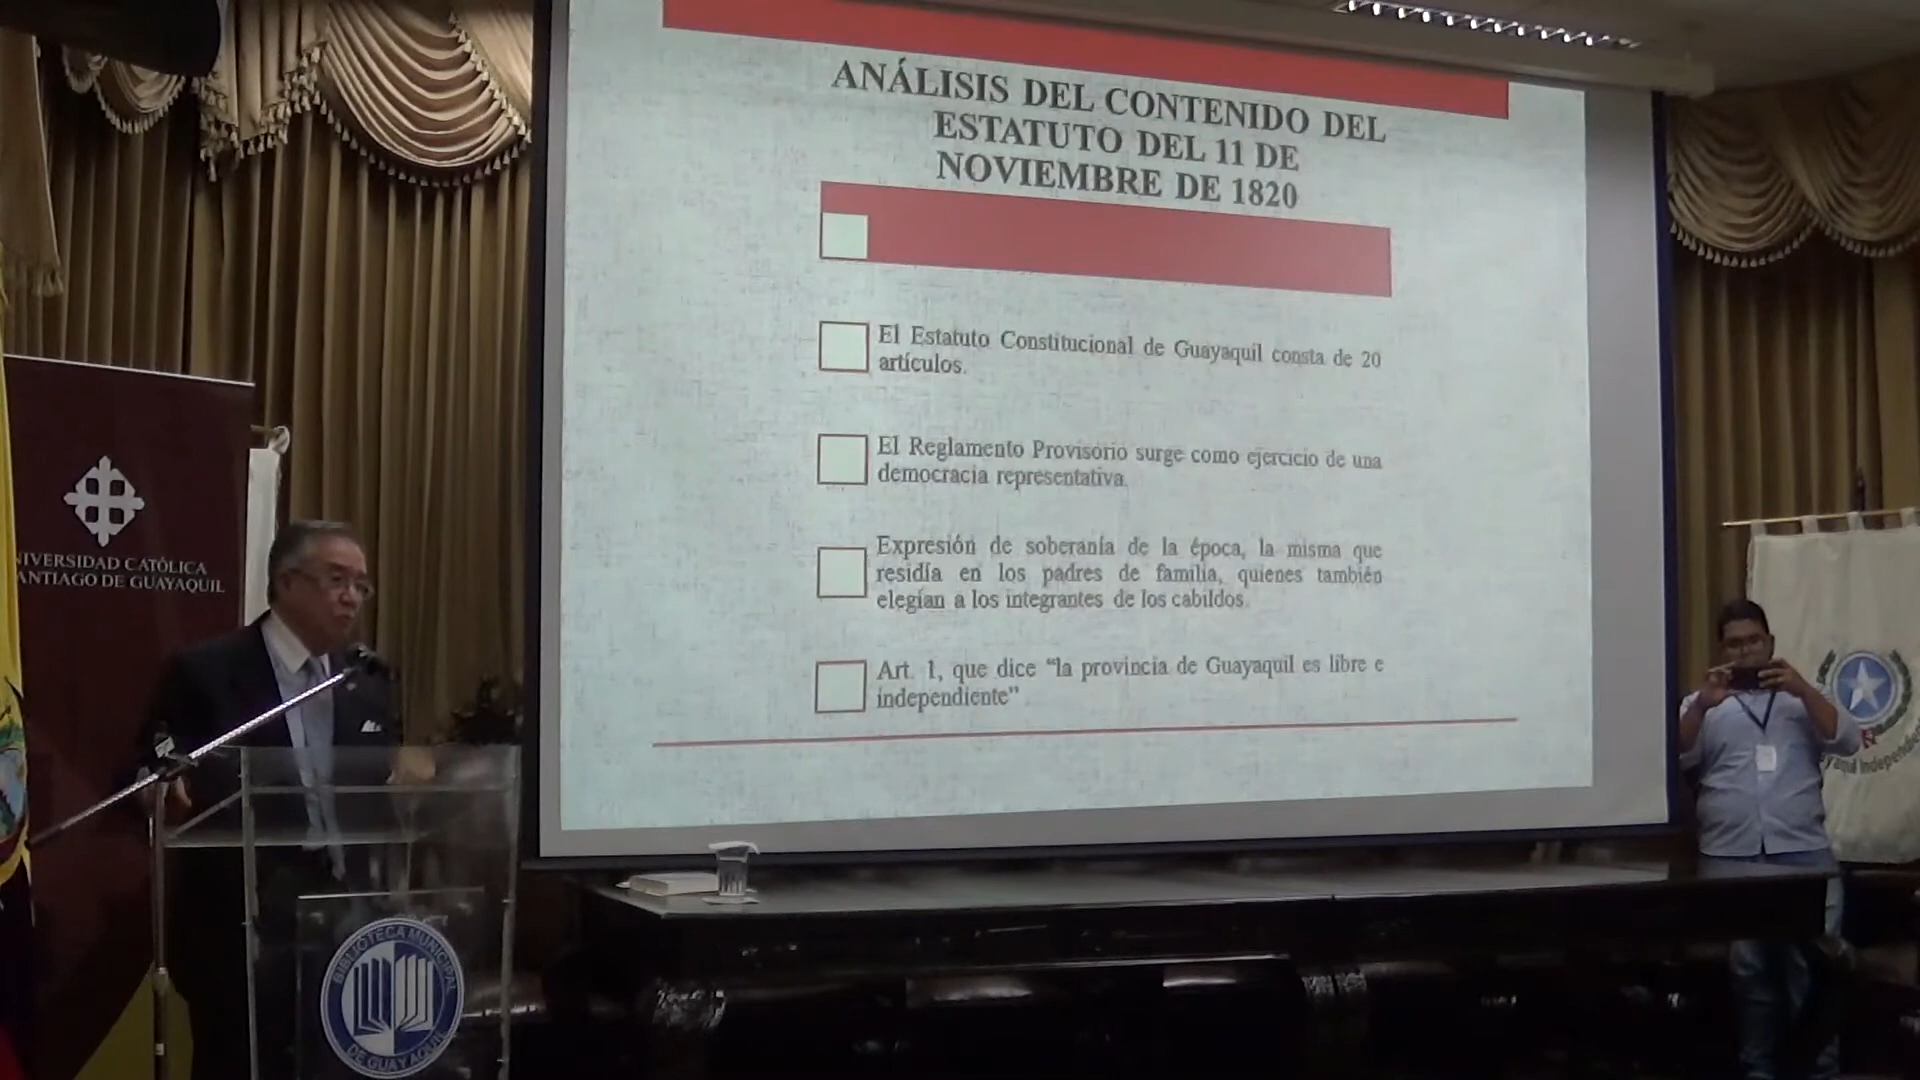 ANÁLISIS DEL CONTENIDO DEL
ESTATUTO DEL 11 DE
NOVIEMBRE DE 1820
El Estatuto Constitucional de Guayaquil consta de 20
artículos.
El Reglamento Provisorio surge como ejercicio de una
democracia representativa.
Expresión de soberanía de la época, la misma que
residía en los padres de familia, quienes también
elegían a los integrantes de los cabildos.
Art. 1, que dice “la provincia de Guayaquil es libre e
independiente”
NIVERSIDAD CATÓLICA
ANTIAGO DE GUAYAQUIL
BIBLIOTECA MUNICIPAL
DE GUAYAQUIL